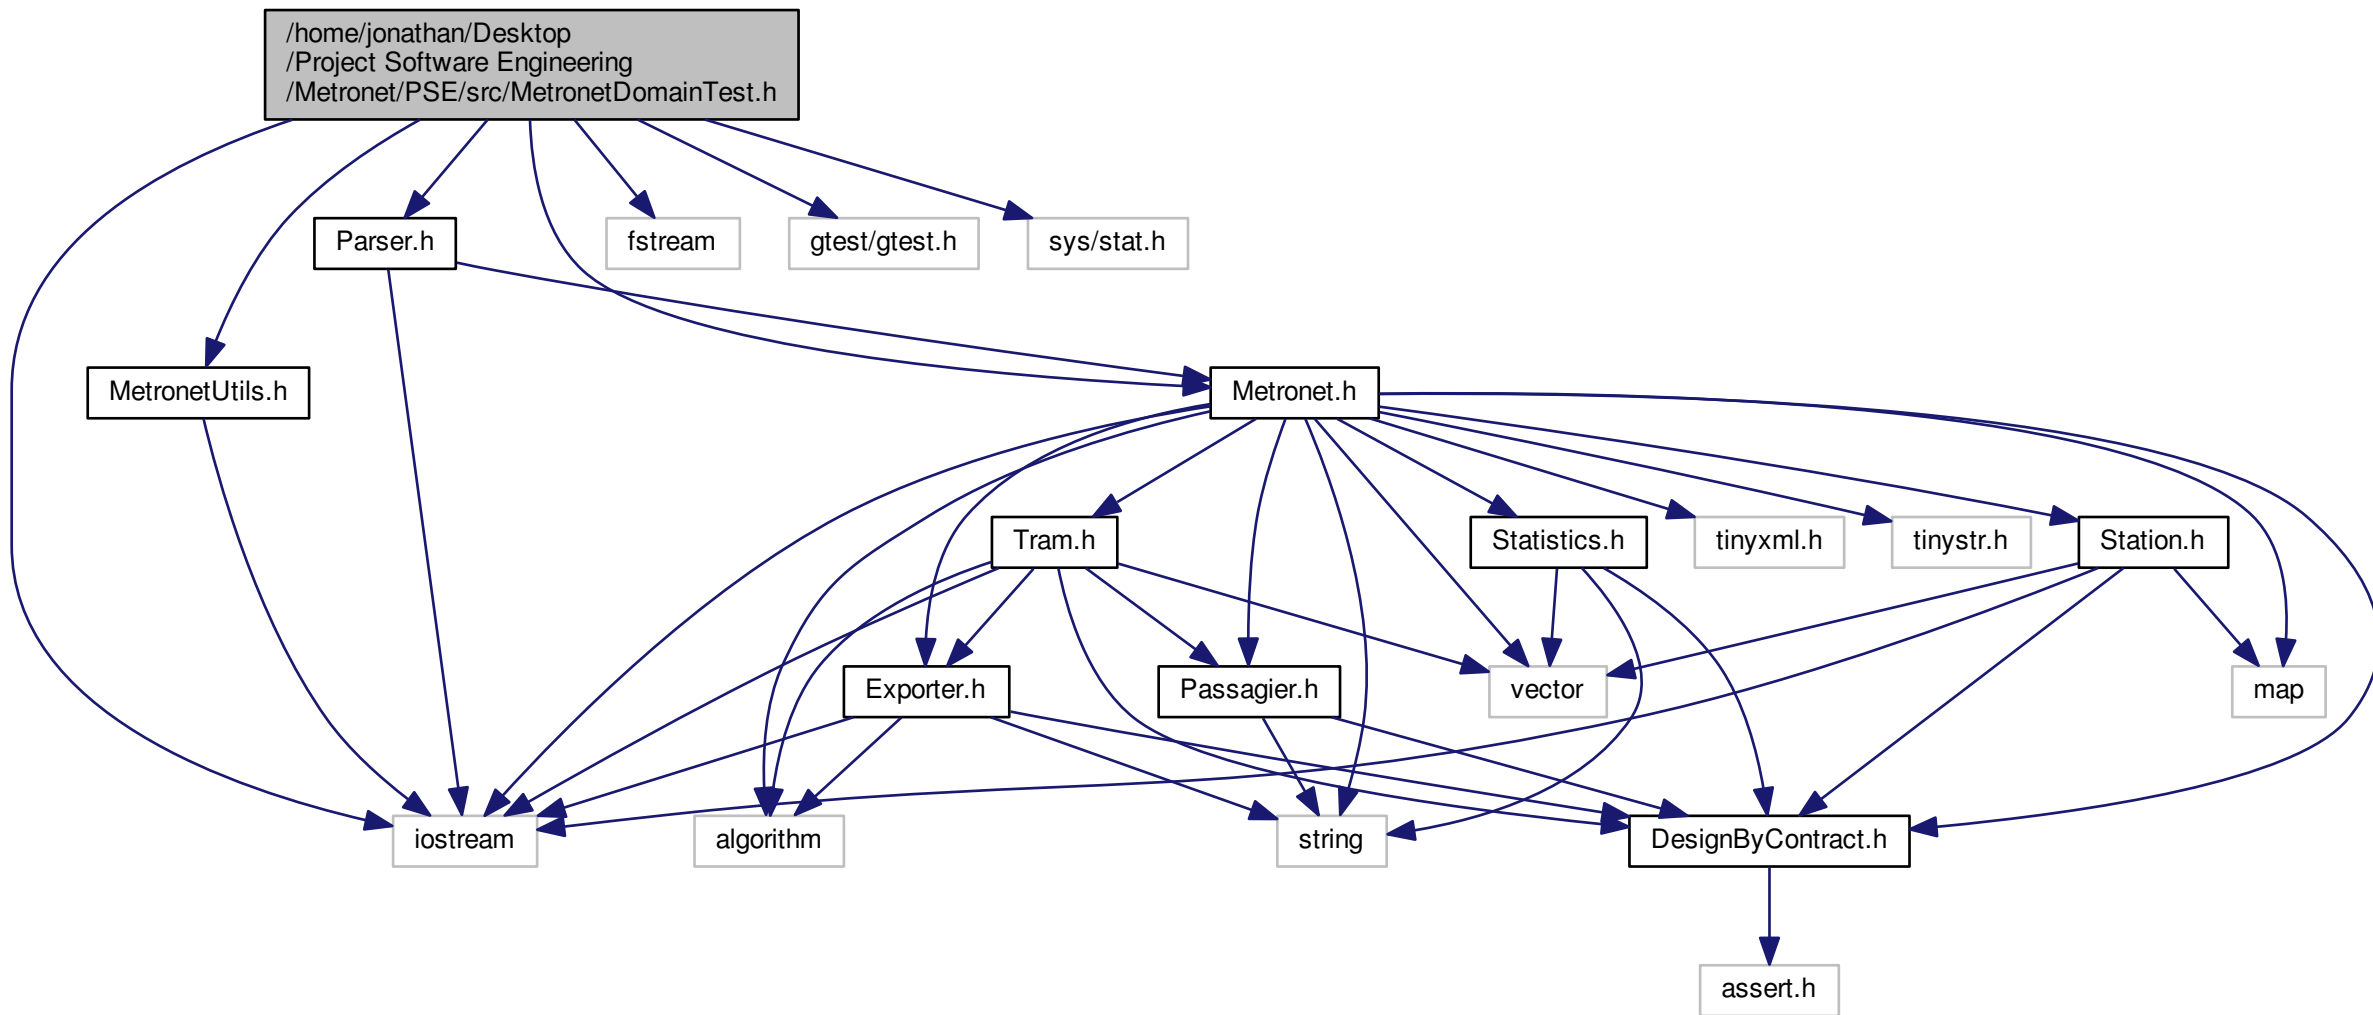 /home/jonathan/Desktop
/Project Software Engineering
/Metronet/PSE/src/MetronetDomainTest.h
Parser.h
fstream
gtest/gtest.h
sys/stat.h
MetronetUtils.h
Metronet.h
Tram.h
Statistics.h
tinyxml.h
tinystr.h
Station.h
Exporter.h
Passagier.h
vector
map
iostream
algorithm
string
DesignByContract.h
assert.h